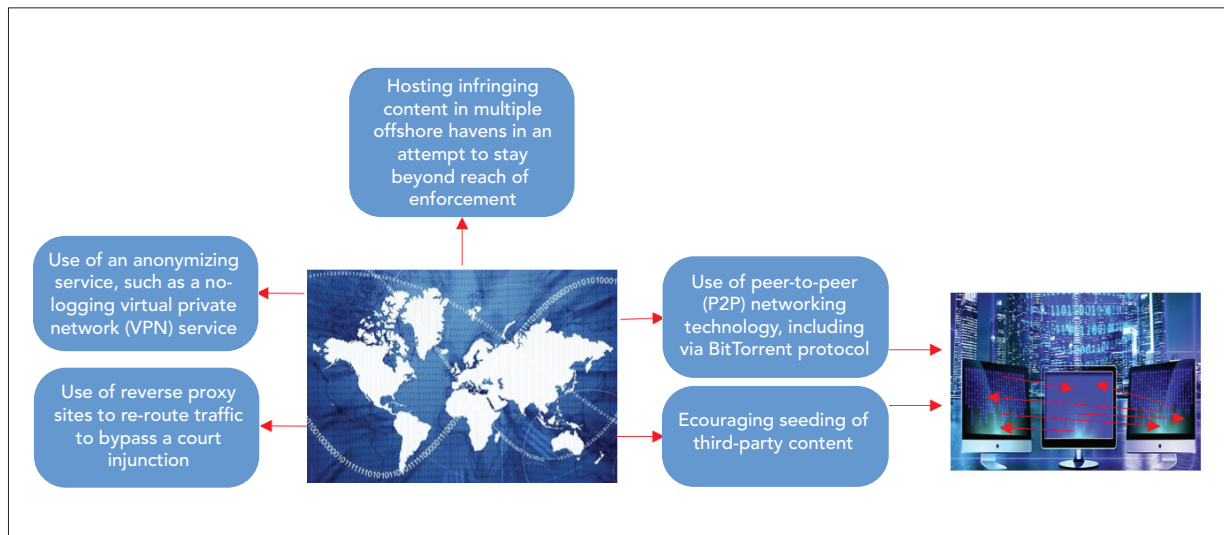 Hosting infringing
content in multiple
offshore havens in an
attempt to stay
beyond reach of
enforcement
Use of an anonymizing
service, such as a no-
logging virtual private
network (VPN) service
Use of reverse proxy
sites to re-route traffic
to bypass a court
injunction
Use of peer-to-peer
(P2P) networking
technology, including
via BitTorrent protocol
Ecouraging seeding of
third-party content